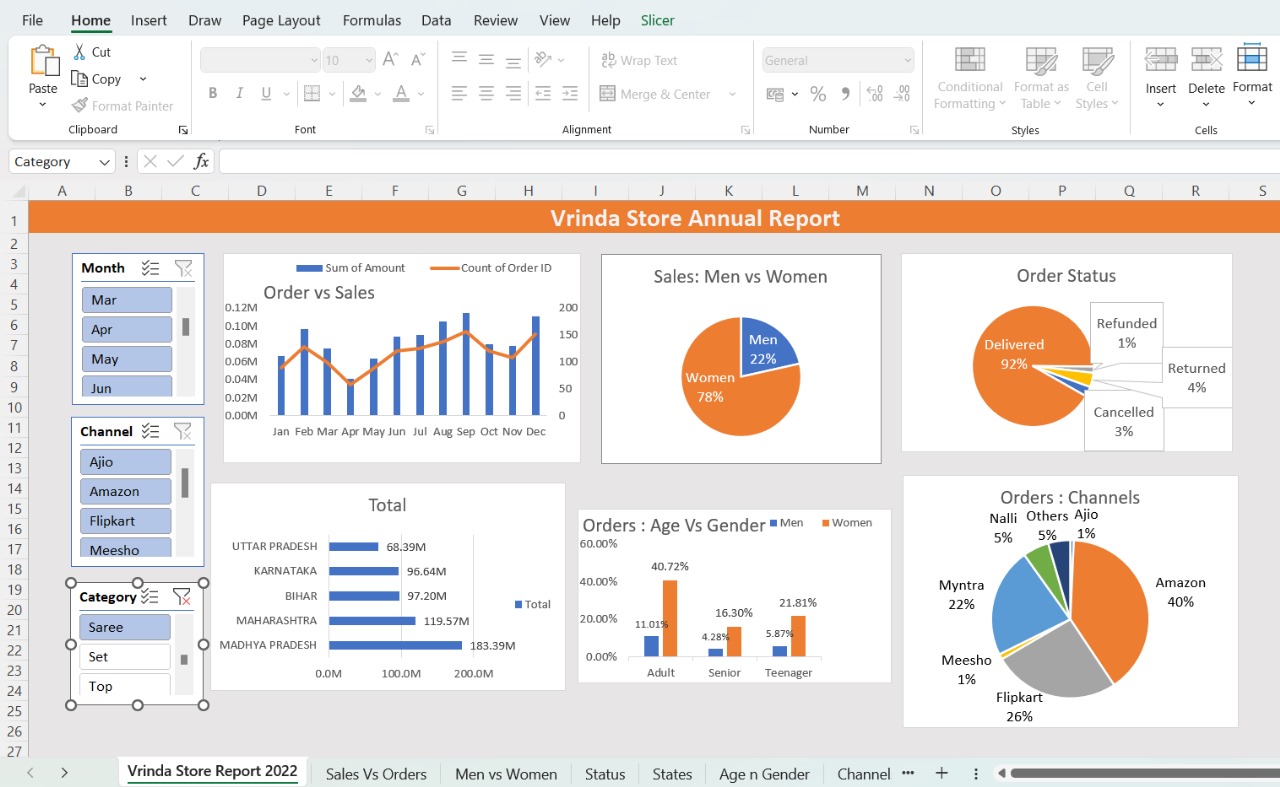 File Home Insert Draw Page Layout Formulas Data Review View Help Slicer
Paste
Cut
Copy
Format Painter
Clipboard
10
B I U A
Font
Wrap Text
Merge & Center
Alignment
General
%
Number
Conditional Formatting
Format as Table
Cell Styles
Styles
Insert Delete Format
Cells
Category
fx
A B C D E F G H I J K L M N O P Q R S
1
2
3
4
5
6
7
8
9
10
11
12
13
14
15
16
17
18
19
20
21
22
23
24
25
26
27
Vrinda Store Annual Report
Month
Mar
Apr
May
Jun
Channel
Ajio
Amazon
Flipkart
Meesho
Category
Saree
Set
Top
Sum of Amount Count of Order ID
Order vs Sales
0.12M
0.10M
0.08M
0.06M
0.04M
0.02M
0.00M
200
150
100
50
0
Jan Feb Mar Apr May Jun Jul Aug Sep Oct Nov Dec
Sales: Men vs Women
Men
22%
Women
78%
Order Status
Delivered
92%
Refunded
1%
Returned
4%
Cancelled
3%
Total
UTTAR PRADESH 68.39M
KARNATAKA 96.64M
BIHAR 97.20M
MAHARASHTRA 119.57M
MADHYA PRADESH 183.39M
0.0M 100.0M 200.0M
Total
Orders : Age Vs Gender Men Women
60.00%
40.00%
20.00%
0.00%
11.01% 40.72%
4.28% 16.30%
5.87% 21.81%
Adult Senior Teenager
Orders : Channels
Nalli
5%
Others
5%
Ajio
1%
Amazon
40%
Myntra
22%
Meesho
1%
Flipkart
26%
Vrinda Store Report 2022 Sales Vs Orders Men vs Women Status States Age n Gender Channel ...